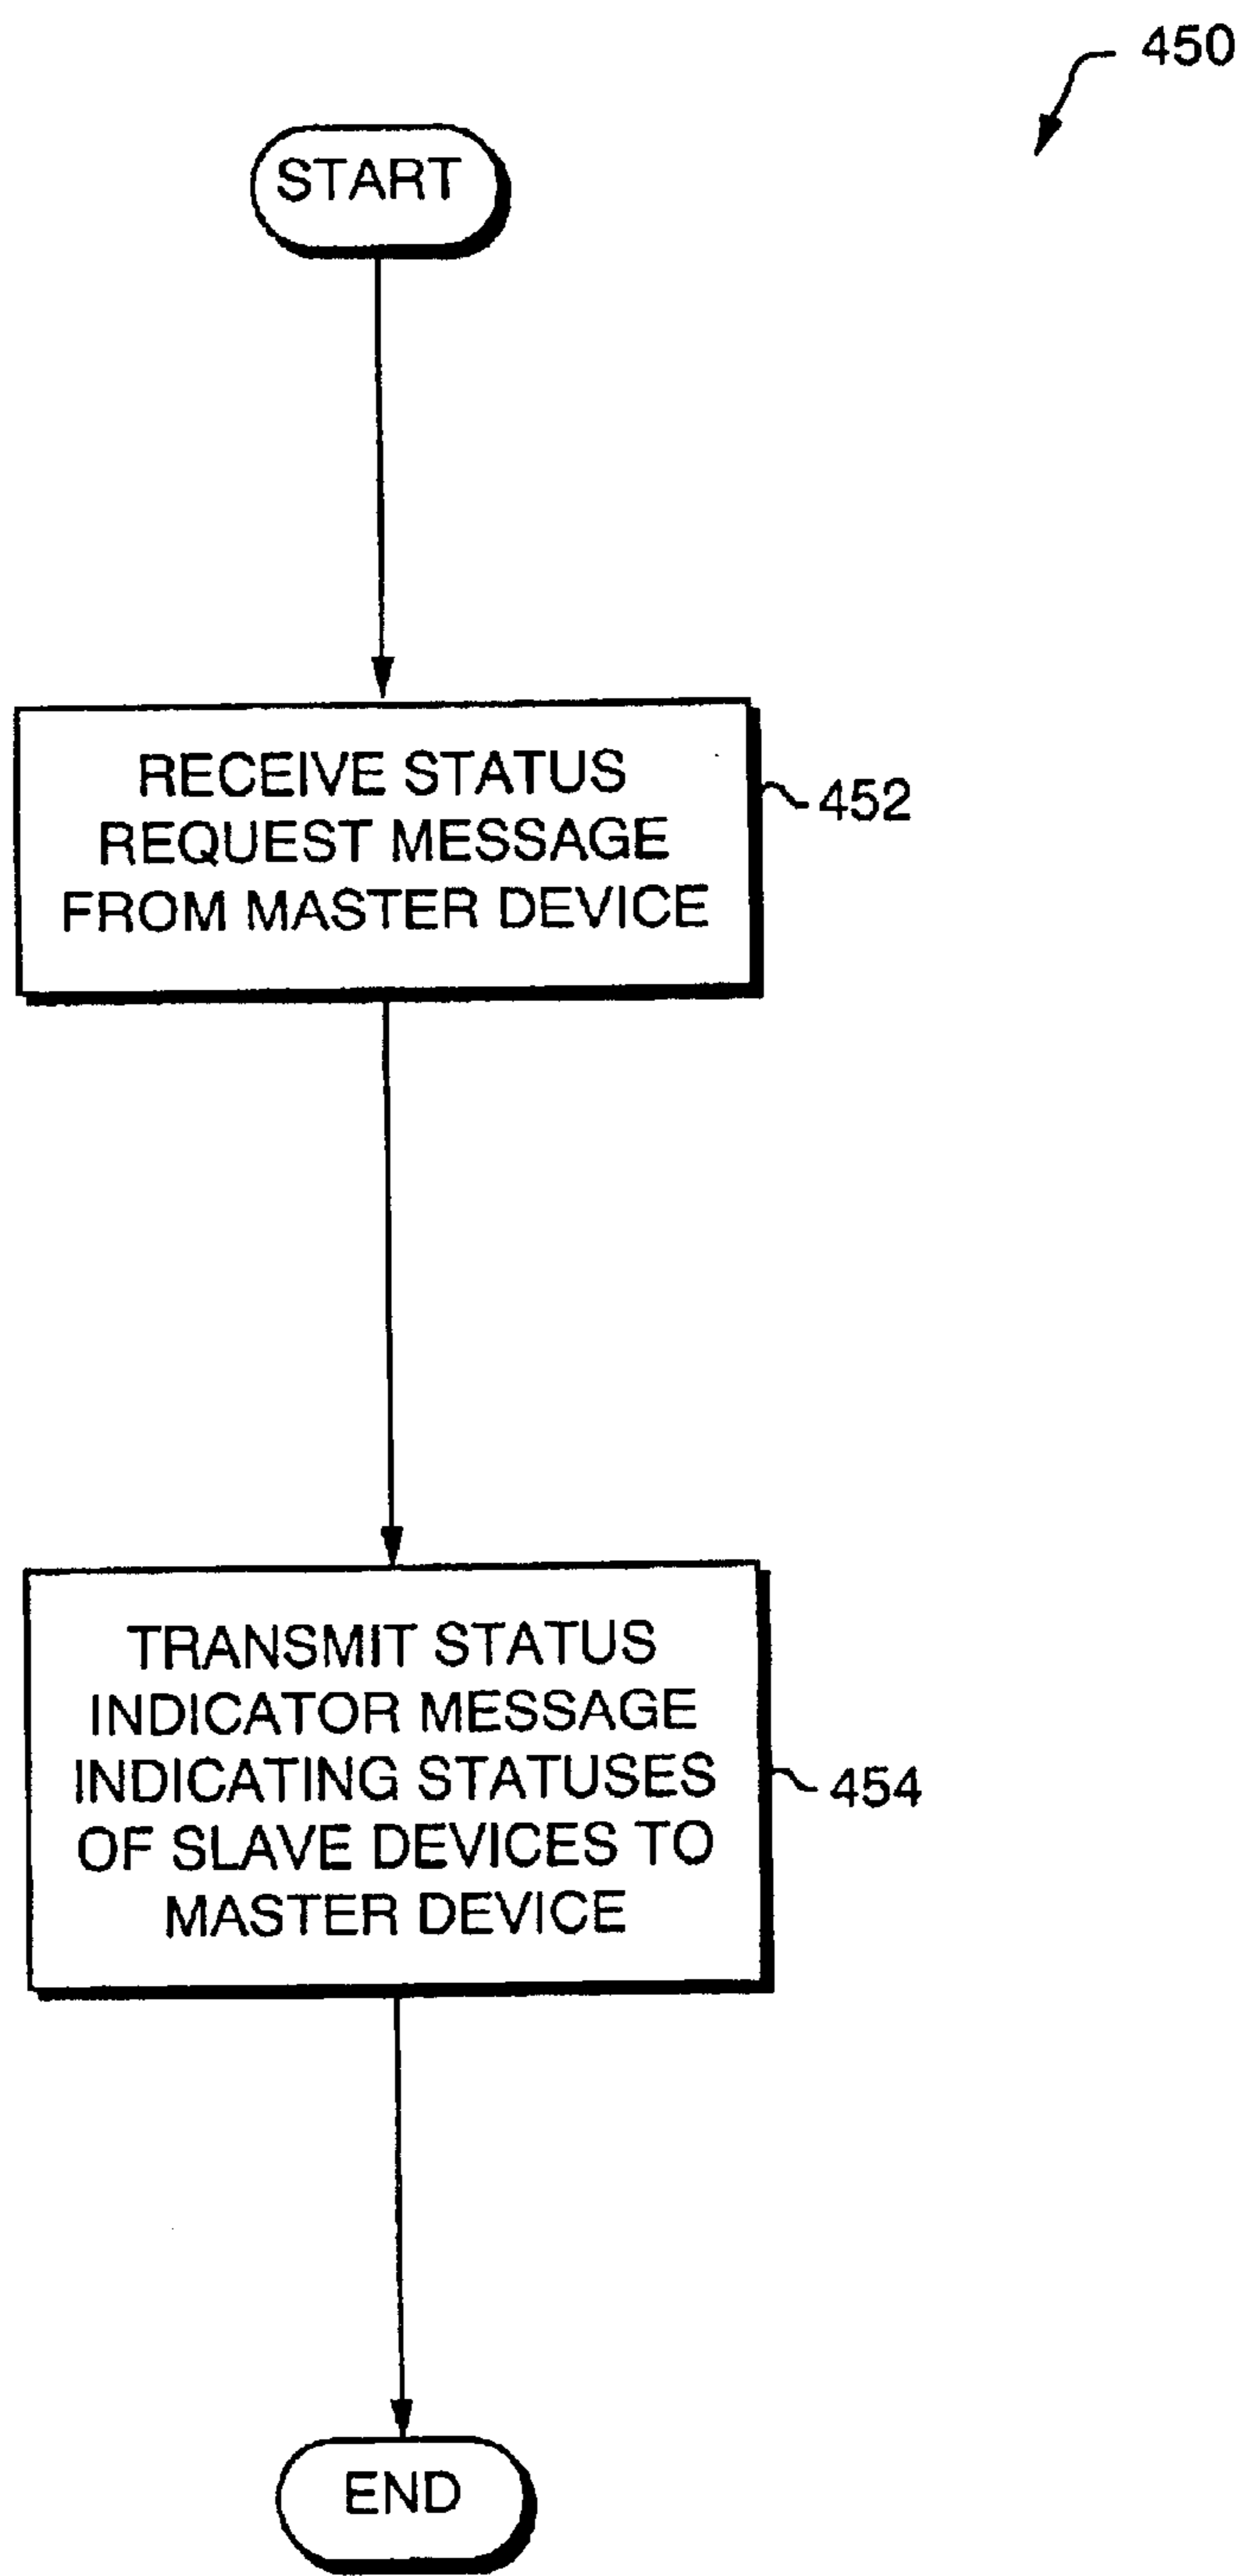 450
START
RECEIVE STATUS
REQUEST MESSAGE
FROM MASTER DEVICE
452
TRANSMIT STATUS
INDICATOR MESSAGE
INDICATING STATUSES
OF SLAVE DEVICES TO
MASTER DEVICE
454
END